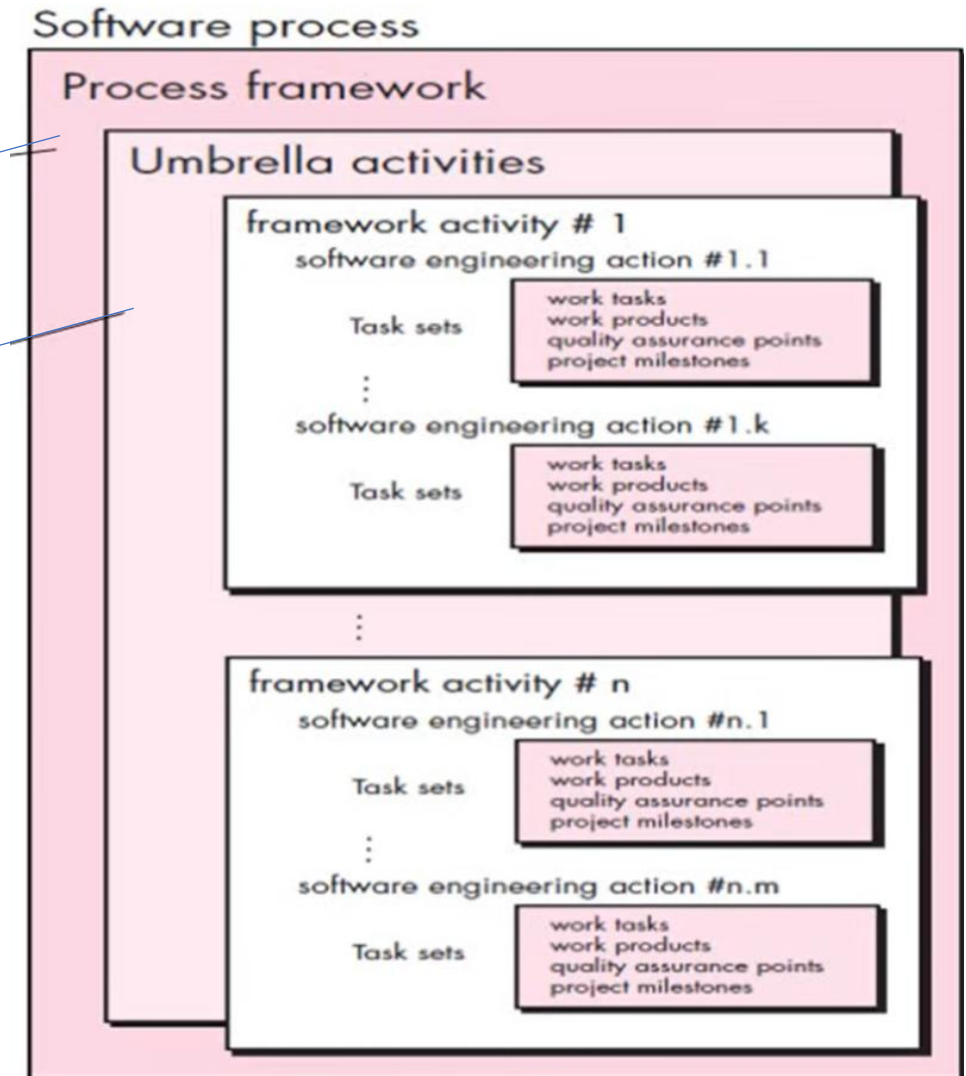 Software process
Process framework
Umbrella activities
framework activity # 1
software engineering action #1.1
Task sets
work tasks
work products
quality assurance points
project milestones
software engineering action #1.k
Task sets
work tasks
work products
quality assurance points
project milestones
framework activity # n
software engineering action #n.1
Task sets
work tasks
work products
quality assurance points
project milestones
software engineering action #n.m
Task sets
work tasks
work products
quality assurance points
project milestones